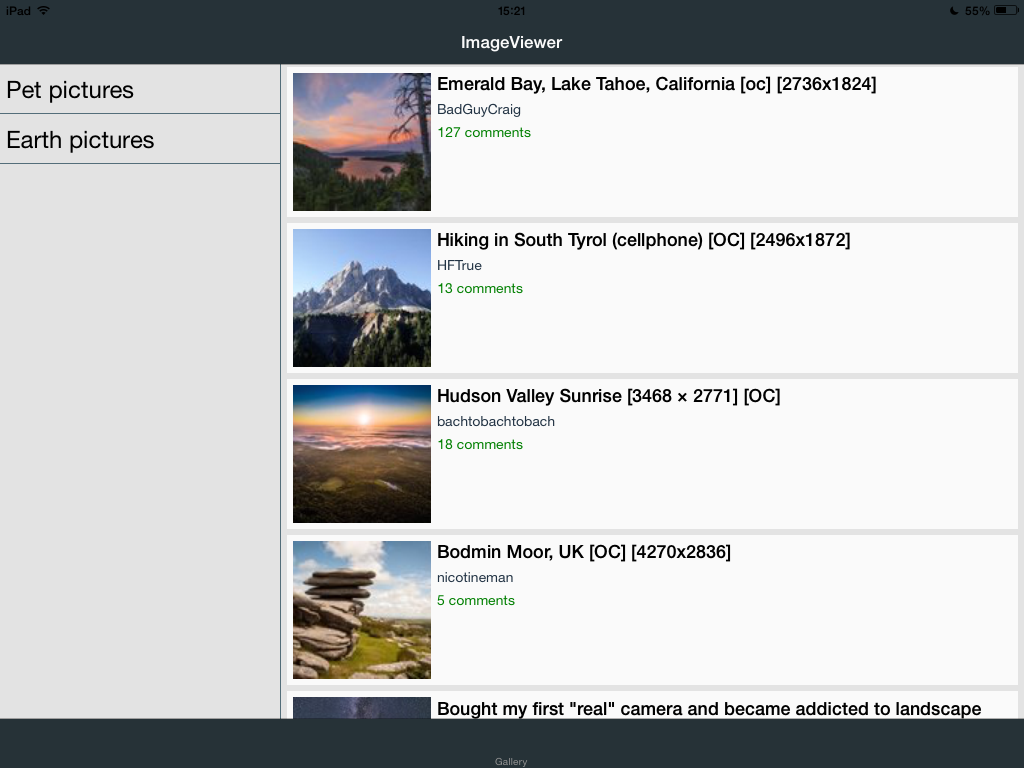 iPad 15:21 55%
ImageViewer
Pet pictures
Earth pictures
Emerald Bay, Lake Tahoe, California [oc] [2736x1824]
BadGuyCraig
127 comments
Hiking in South Tyrol (cellphone) [OC] [2496x1872]
HFTrue
13 comments
Hudson Valley Sunrise [3468 × 2771] [OC]
bachtobachtobach
18 comments
Bodmin Moor, UK [OC] [4270x2836]
nicotineman
5 comments
Bought my first "real" camera and became addicted to landscape
Gallery